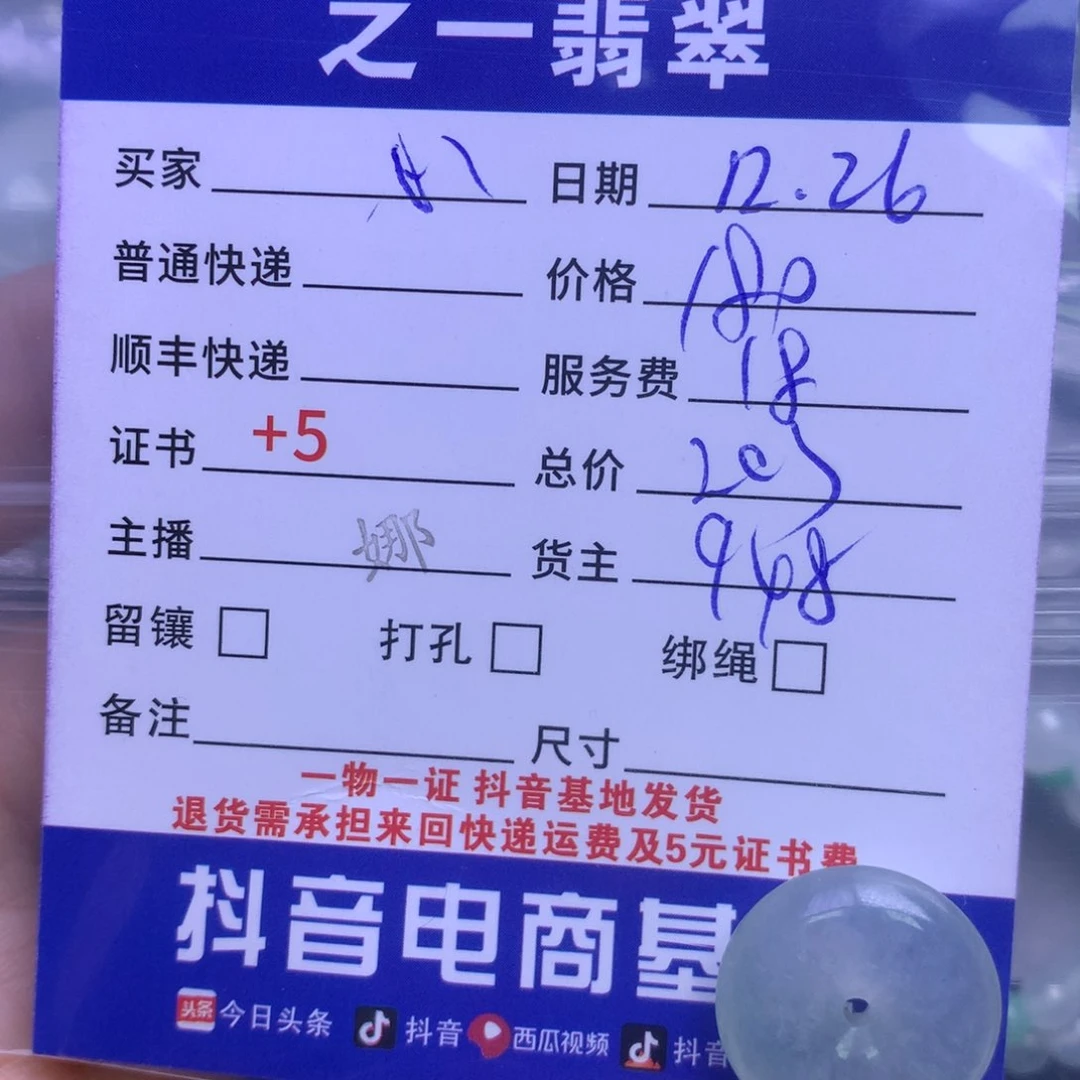 之一翡翠
买家 日期 12.26
普通快递 价格 180
顺丰快递 服务费 18
证书 +5 总价 203
主播 娜 货主 948
留镶 打孔 绑绳
备注 尺寸
一物一证 抖音基地发货
退货需承担来回快递运费及5元证书费
抖音电商基
头条 今日头条 抖音 西瓜视频 抖音